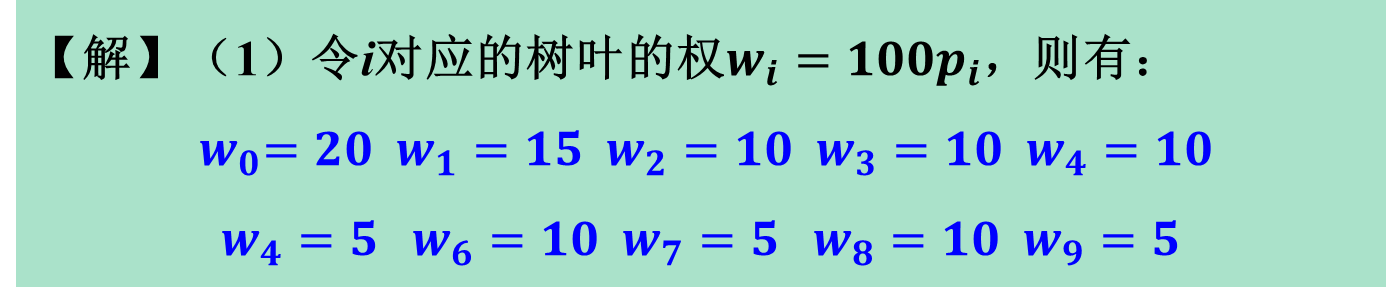 【解】（1）令i对应的树叶的权wᵢ = 100pᵢ，则有：
w₀= 20 w₁ = 15 w₂ = 10 w₃ = 10 w₄ = 10
w₄ = 5 w₆ = 10 w₇ = 5 w₈ = 10 w₉ = 5